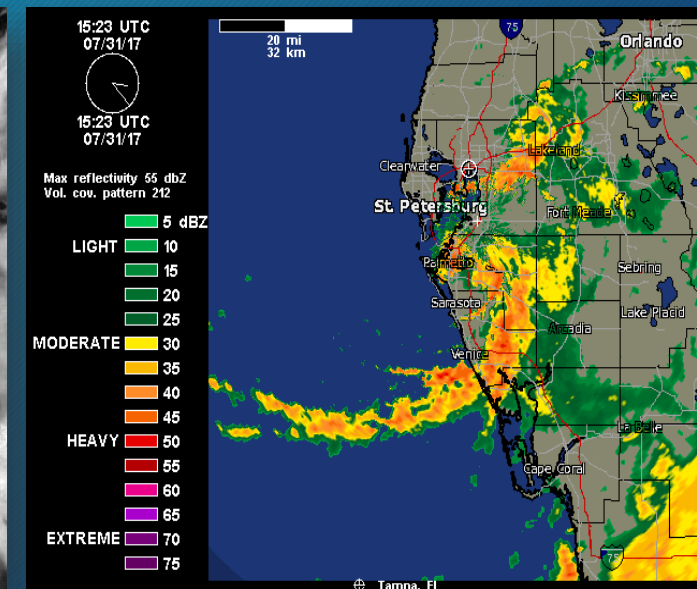 15:23 UTC
07/31/17
15:23 UTC
07/31/17
Max reflectivity 55 dbZ
Vol. cov. pattern 212
5 dBZ
LIGHT 10
15
20
25
MODERATE 30
35
40
45
HEAVY 50
55
60
65
EXTREME 70
75
20 mi
32 km
75
Orlando
Kissimmee
Lakeland
Clearwater
St. Petersburg
Fort Meade
Palmetto
Sebring
Sarasota
Lake Placid
Arcadia
Venice
La Belle
Cape Coral
75
Tampa, Fl